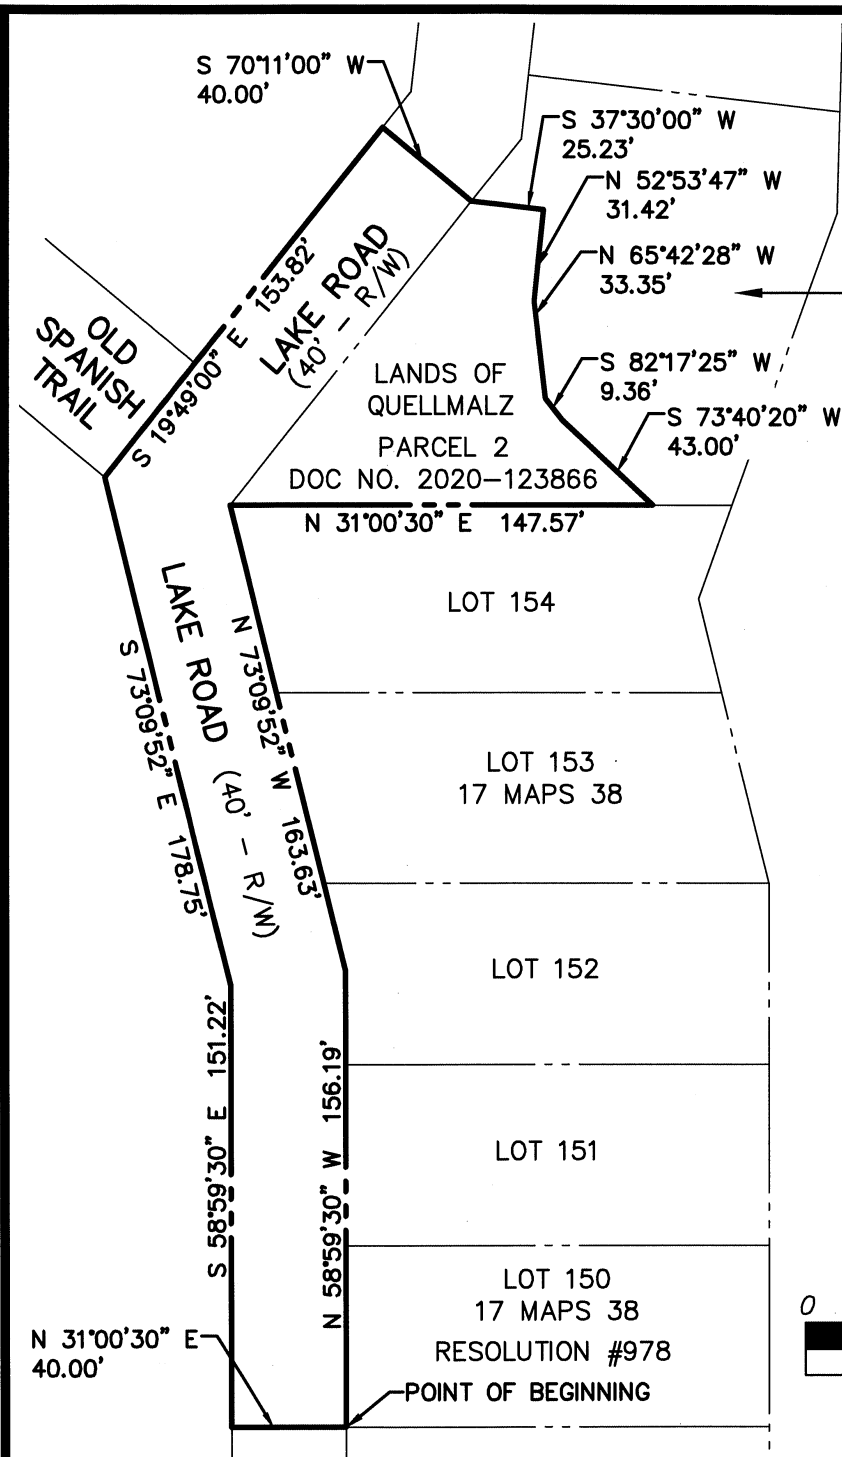 S 70°11'00" W
40.00'
S 37°30'00" W
25.23'
N 52°53'47" W
31.42'
N 65°42'28" W
33.35'
S 82°17'25" W
9.36'
S 73°40'20" W
43.00'
S 19°49'00" E 153.82'
LAKE ROAD
(40' - R/W)
OLD
SPANISH
TRAIL
LANDS OF
QUELLMALZ
PARCEL 2
DOC NO. 2020-123866
N 31°00'30" E 147.57'
LOT 154
LAKE ROAD (40' - R/W)
N 73°09'52" W 163.63'
S 73°09'52" E 178.75'
LOT 153
17 MAPS 38
LOT 152
S 58°59'30" E 151.22'
N 58°59'30" W 156.19'
LOT 151
LOT 150
17 MAPS 38
RESOLUTION #978
N 31°00'30" E
40.00'
POINT OF BEGINNING
0